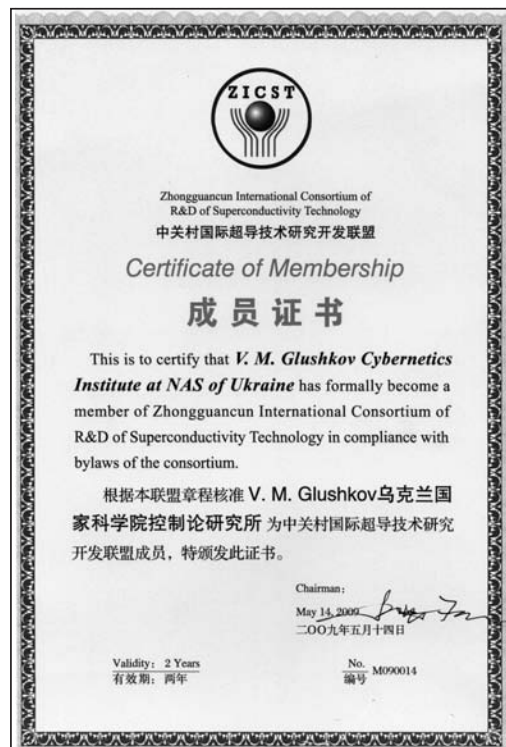 ZICST
Zhongguancun International Consortium of
R&D of Superconductivity Technology
中关村国际超导技术研究开发联盟
Certificate of Membership
成员证书
This is to certify that V. M. Glushkov Cybernetics
Institute at NAS of Ukraine has formally become a
member of Zhongguancun International Consortium of
R&D of Superconductivity Technology in compliance with
bylaws of the consortium.
根据本联盟章程核准 V. M. Glushkov乌克兰国
家科学院控制论研究所 为中关村国际超导技术研究
开发联盟成员，特颁发此证书。
Chairman:
May 14, 2009
二〇〇九年五月十四日
Validity: 2 Years
有效期: 两年
No.
编号 M090014